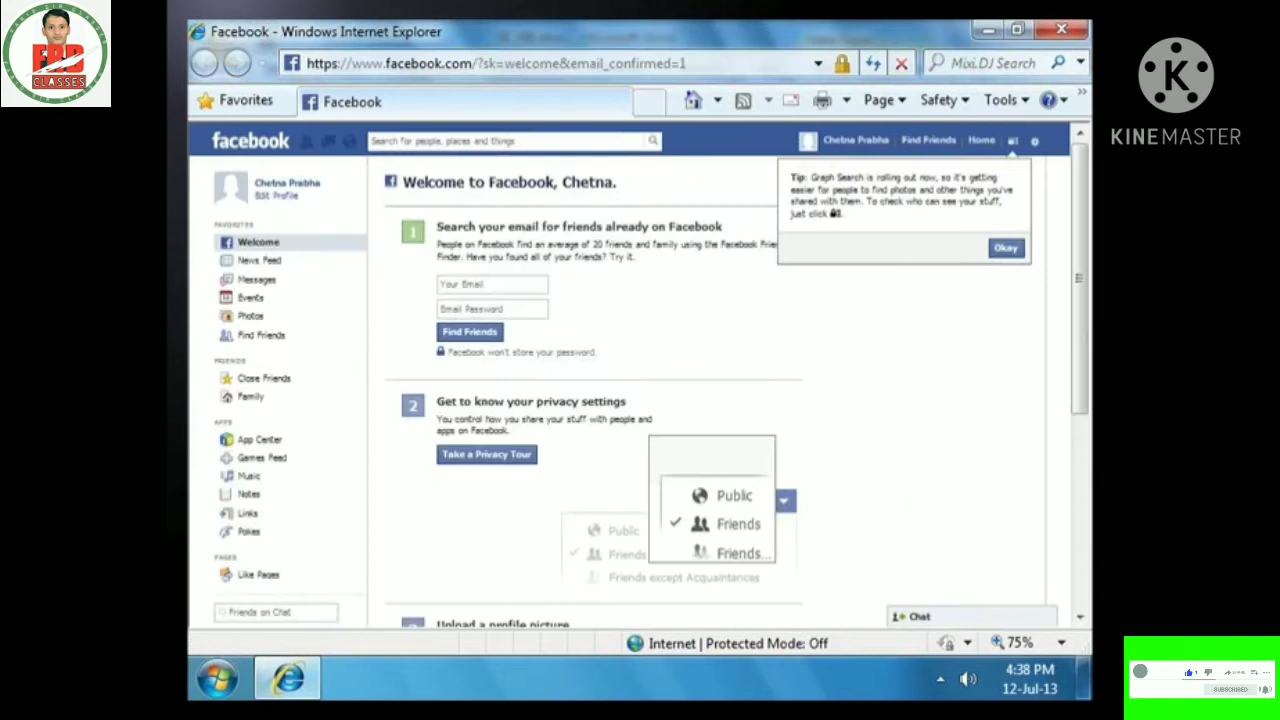 Facebook - Windows Internet Explorer
https://www.facebook.com/?sk=welcome&email_confirmed=1
Mixi.DJ Search
Favorites
Facebook
Page
Safety
Tools
KINEMASTER
K
FRD
CLASSES
facebook
Search for people, places and things
Chetna Prabha
Find Friends
Home
Chetna Prabha
Edit Profile
Welcome to Facebook, Chetna.
Tip: Graph Search is rolling out now, so it's getting
easier for people to find photos and other things you've
shared with them. To check who can see your stuff,
just click
Okay
FAVORITES
Welcome
News Feed
Messages
Events
Photos
Find Friends
FRIENDS
Close Friends
Family
APPS
App Center
Games Feed
Music
Notes
Links
Pokes
PAGES
Like Pages
Friends on Chat
1
Search your email for friends already on Facebook
People on Facebook find an average of 20 friends and family using the Facebook Frie
Finder. Have you found all of your friends? Try it.
Your Email
Email Password
Find Friends
Facebook won't store your password.
2
Get to know your privacy settings
You control how you share your stuff with people and
apps on Facebook.
Take a Privacy Tour
Public
Friends
Friends...
Public
Friends
Friends except Acquaintances
Upload a profile picture
Chat
Internet | Protected Mode: Off
75%
4:38 PM
12-Jul-13
SUBSCRIBED